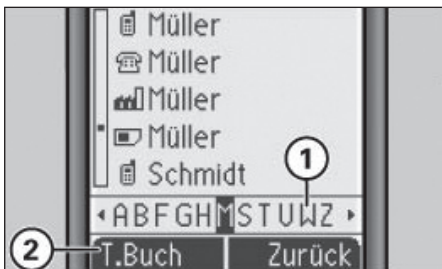 Müller
Müller
Müller
Müller
Schmidt
ABFGHMSTUWZ
1
2
T.Buch Zurück